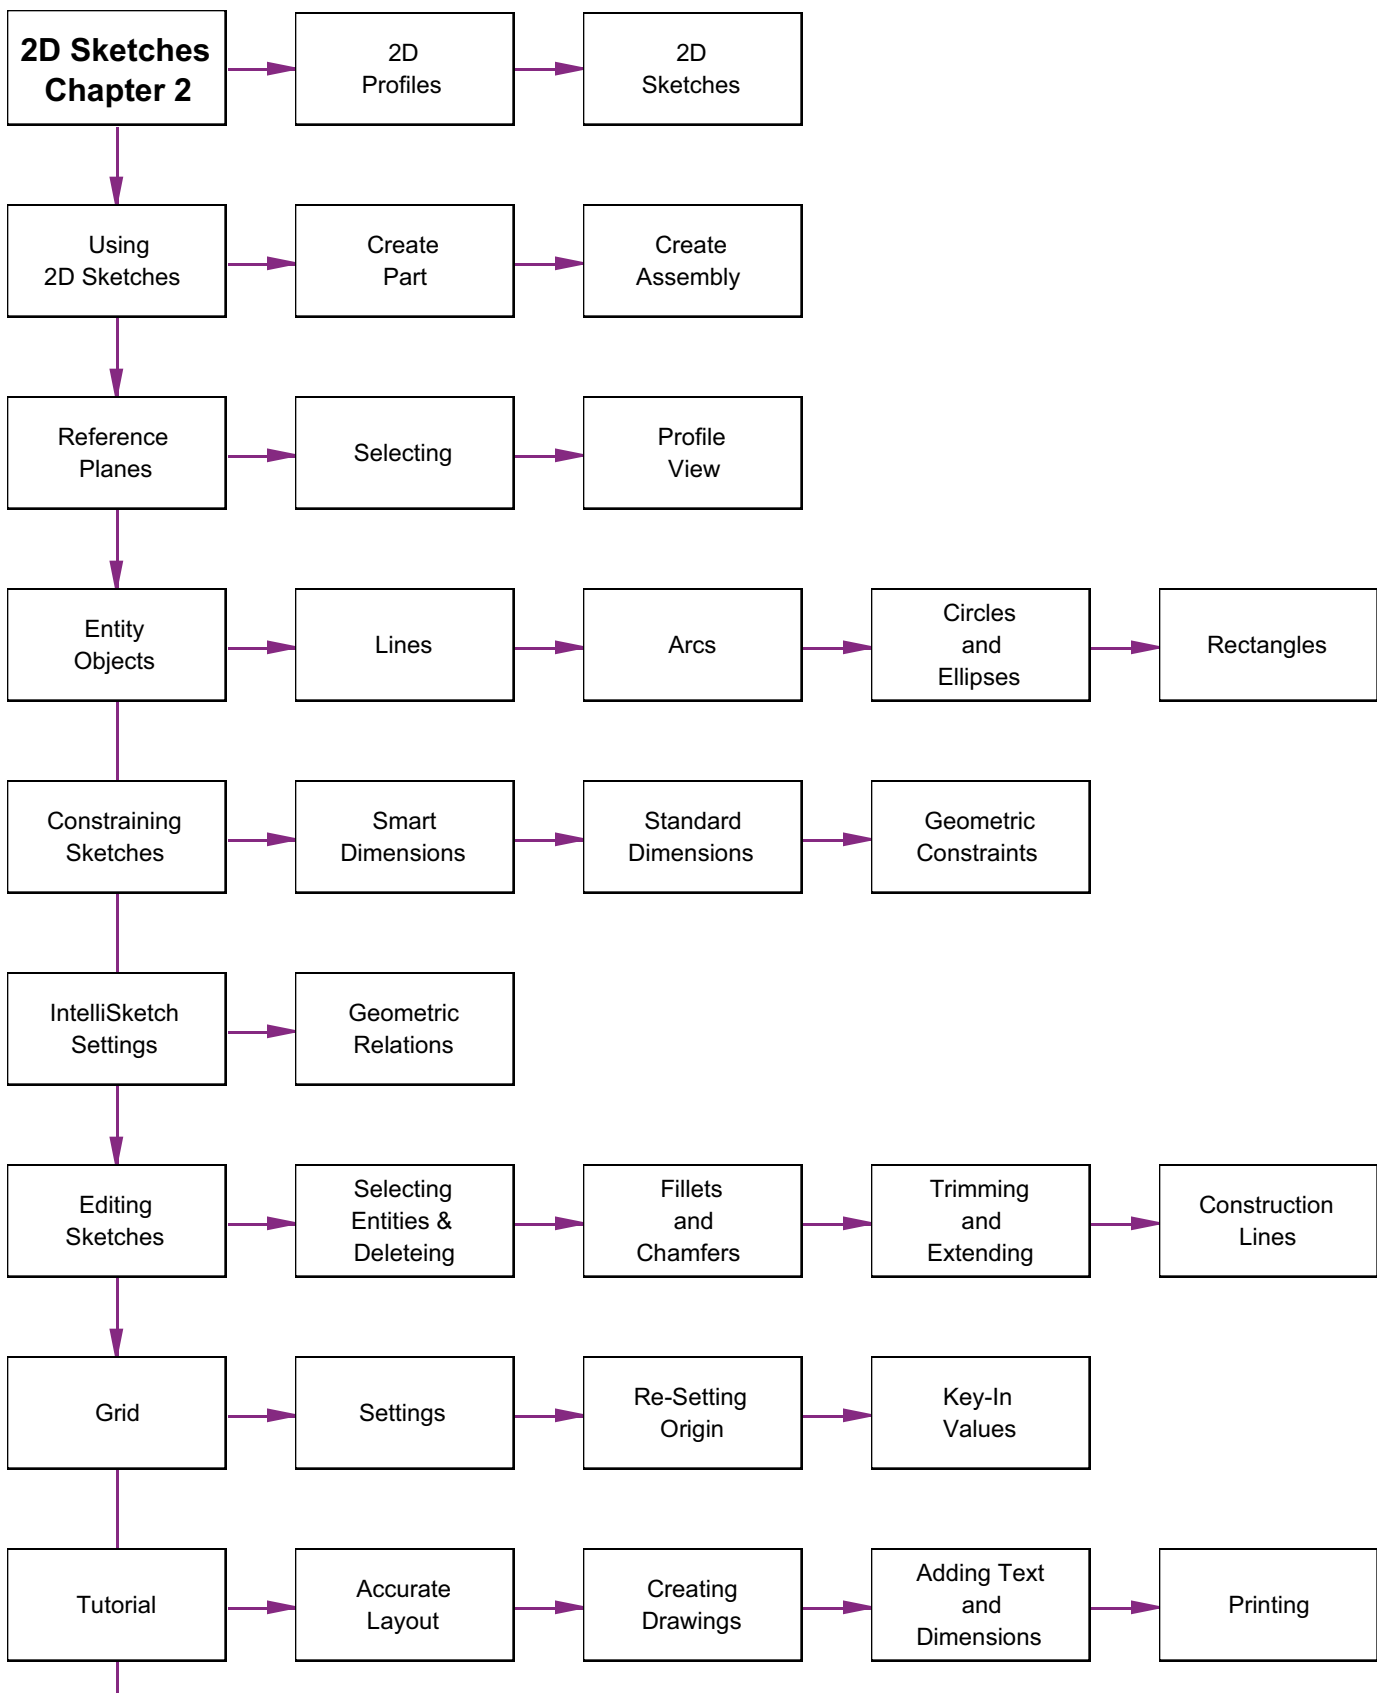 2D Sketches
Chapter 2
2D
Profiles
2D
Sketches
Using
2D Sketches
Create
Part
Create
Assembly
Reference
Planes
Selecting
Profile
View
Entity
Objects
Lines
Arcs
Circles
and
Ellipses
Rectangles
Constraining
Sketches
Smart
Dimensions
Standard
Dimensions
Geometric
Constraints
IntelliSketch
Settings
Geometric
Relations
Editing
Sketches
Selecting
Entities &
Deleteing
Fillets
and
Chamfers
Trimming
and
Extending
Construction
Lines
Grid
Settings
Re-Setting
Origin
Key-In
Values
Tutorial
Accurate
Layout
Creating
Drawings
Adding Text
and
Dimensions
Printing